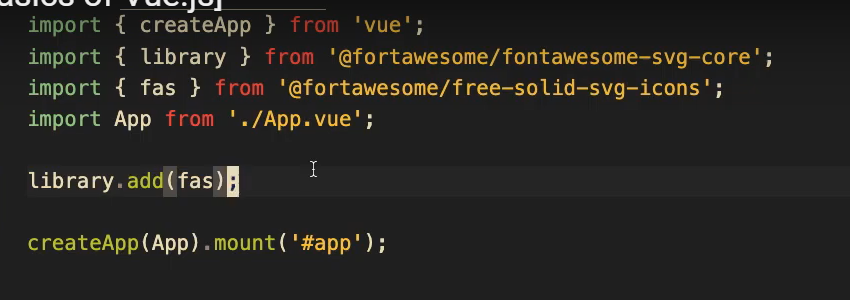 of Vue.js]
import { createApp } from 'vue';
import { library } from '@fortawesome/fontawesome-svg-core';
import { fas } from '@fortawesome/free-solid-svg-icons';
import App from './App.vue';
library.add(fas);
createApp(App).mount('#app');